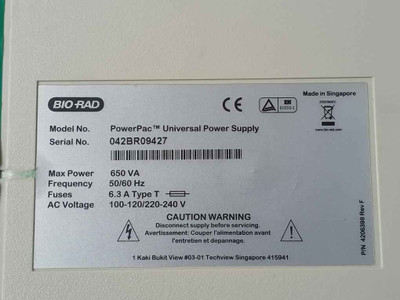 BIO-RAD
CE
Made in Singapore
Model No. PowerPac™ Universal Power Supply
Serial No. 042BR09427
Max Power 650 VA
Frequency 50/60 Hz
Fuses 6.3 A Type T
AC Voltage 100-120/220-240 V
CAUTION WARNING
Disconnect supply before servicing.
Avertissement: Couper l'alimentation avant
l'entretien et depannage.
1 Kaki Bukit View #03-01 Techview Singapore 415941
P/N 4206398 Rev F